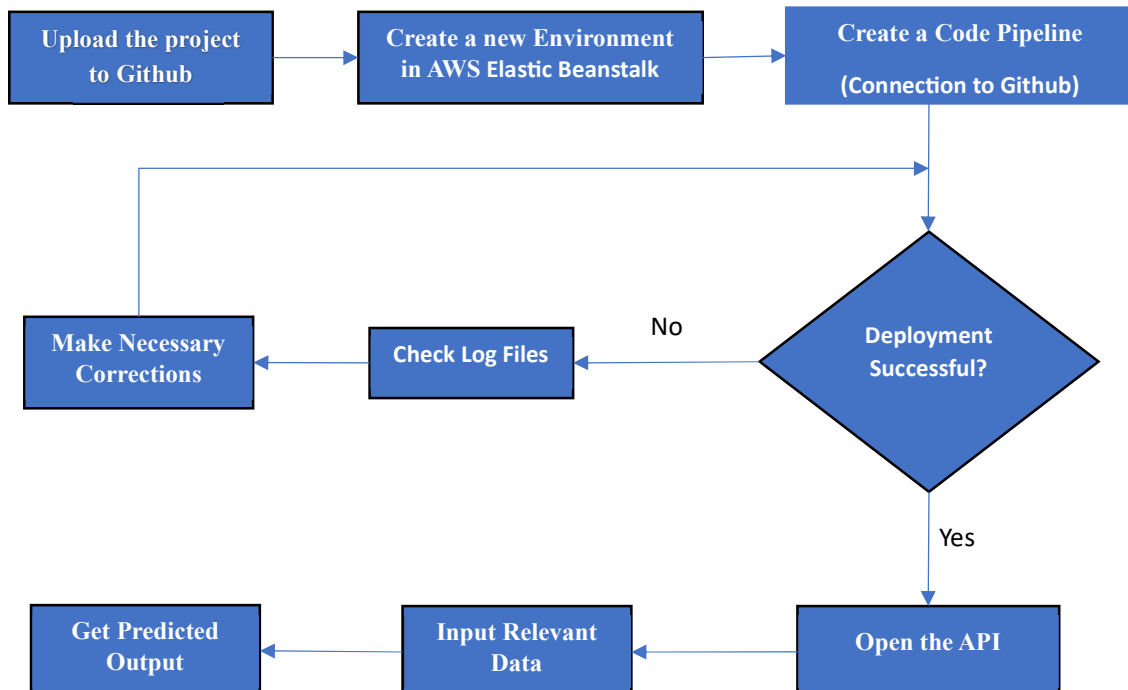 Upload the project
to Github
Create a new Environment
in AWS Elastic Beanstalk
Create a Code Pipeline
(Connection to Github)
Deployment
Successful?
No
Check Log Files
Make Necessary
Corrections
Yes
Open the API
Input Relevant
Data
Get Predicted
Output